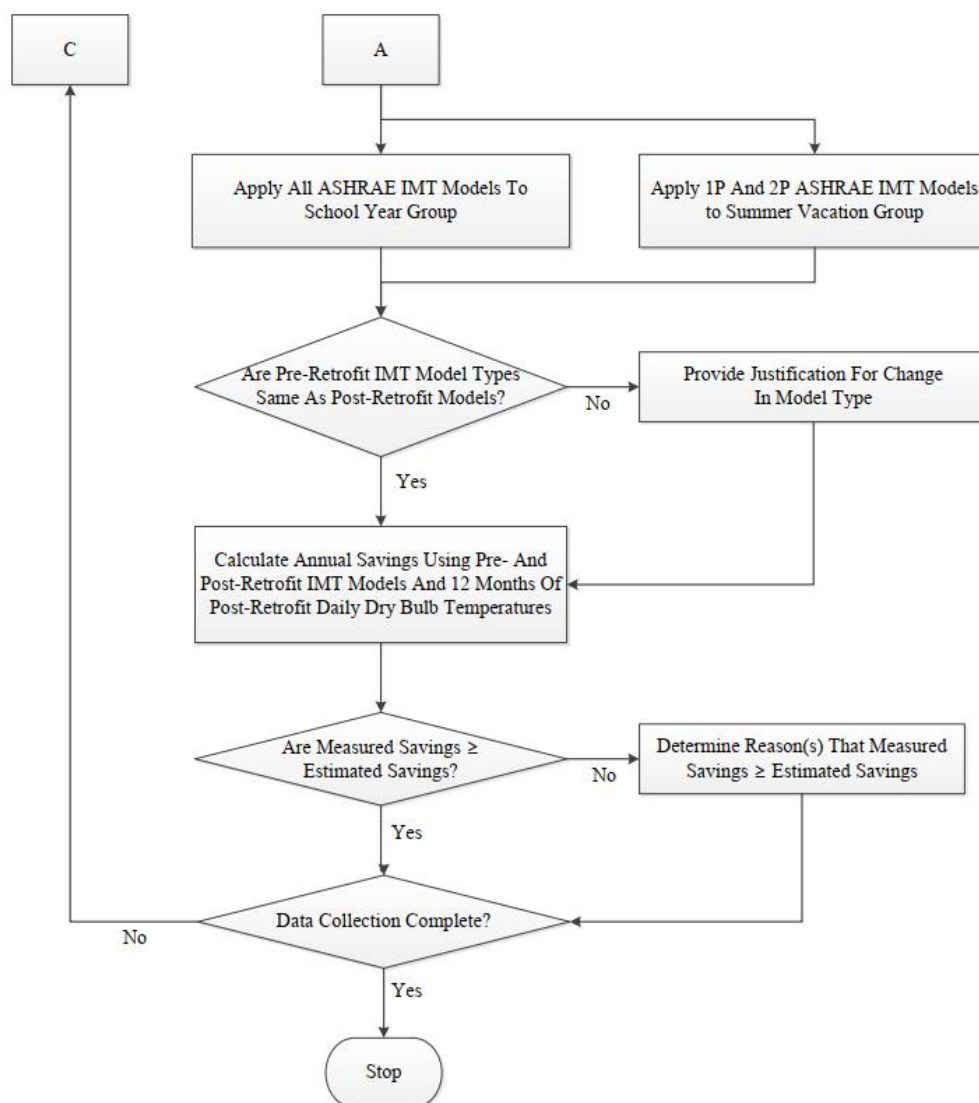 C
A
Apply All ASHRAE IMT Models To
School Year Group
Apply 1P And 2P ASHRAE IMT Models
to Summer Vacation Group
Are Pre-Retrofit IMT Model Types
Same As Post-Retrofit Models?
No
Provide Justification For Change
In Model Type
Yes
Calculate Annual Savings Using Pre- And
Post-Retrofit IMT Models And 12 Months Of
Post-Retrofit Daily Dry Bulb Temperatures
Are Measured Savings ≥
Estimated Savings?
No
Determine Reason(s) That Measured
Savings ≥ Estimated Savings
Yes
Data Collection Complete?
No
Yes
Stop